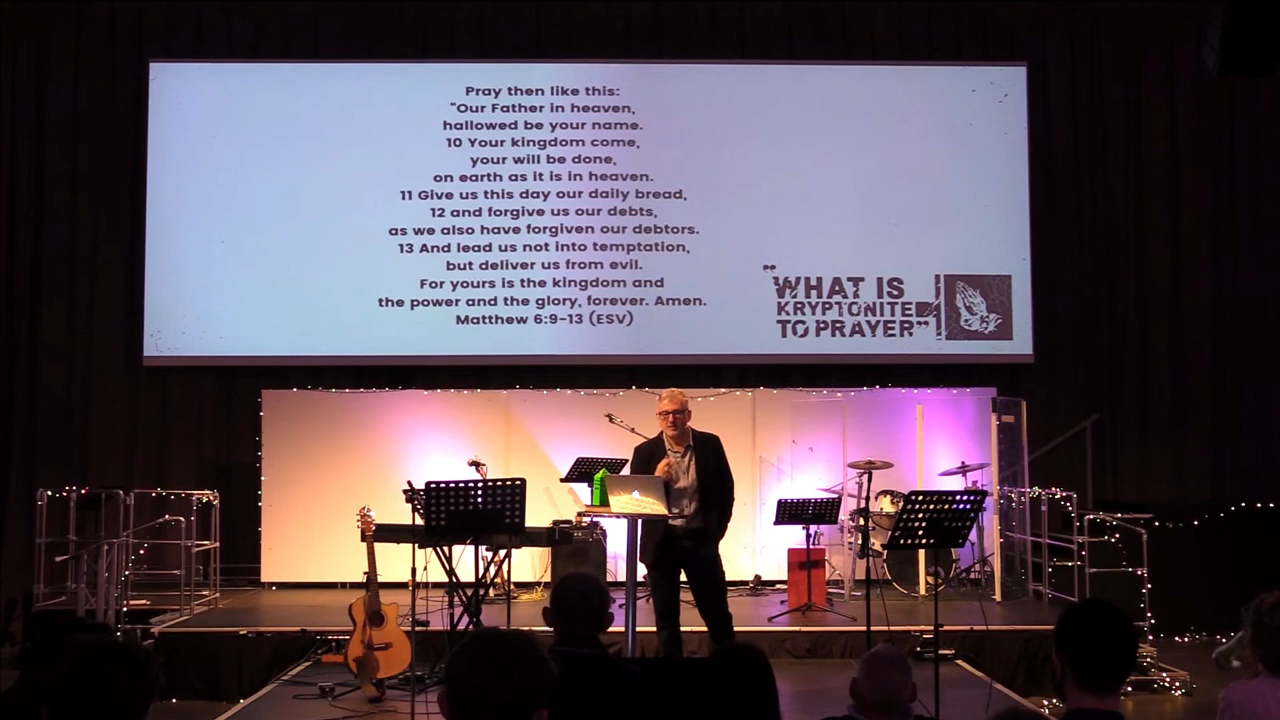 Pray then like this:
"Our Father in heaven,
hallowed be your name.
10 Your kingdom come,
your will be done,
on earth as it is in heaven.
11 Give us this day our daily bread,
12 and forgive us our debts,
as we also have forgiven our debtors.
13 And lead us not into temptation,
but deliver us from evil.
For yours is the kingdom and
the power and the glory, forever. Amen.
Matthew 6:9-13 (ESV)
"WHAT IS
KRYPTONITE
TO PRAYER"